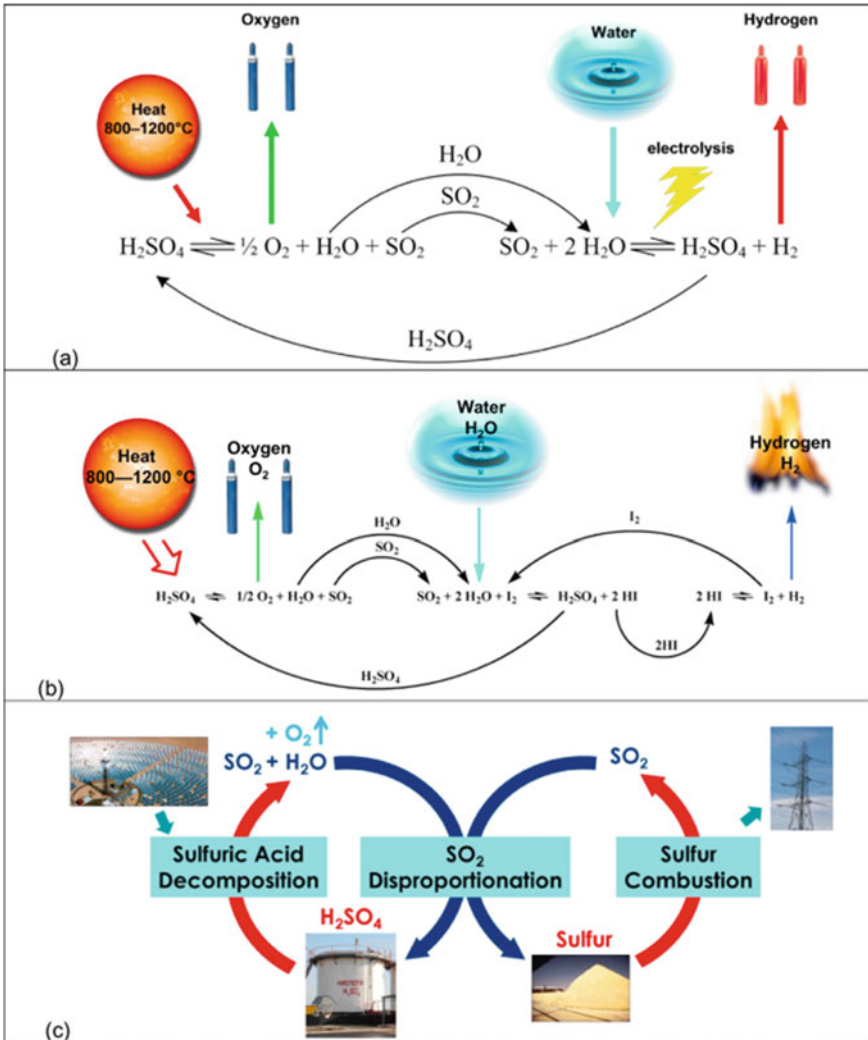 Oxygen
Water
Hydrogen
Heat
800–1200°C
electrolysis
H₂O
SO₂
H₂SO₄ ⇌ ½ O₂ + H₂O + SO₂
SO₂ + 2 H₂O ⇌ H₂SO₄ + H₂
H₂SO₄
(a)
Water
H₂O
Heat
800—1200 °C
Oxygen
O₂
Hydrogen
H₂
H₂O
SO₂
I₂
H₂SO₄ ⇌ 1/2 O₂ + H₂O + SO₂
SO₂ + 2 H₂O + I₂ ⇌ H₂SO₄ + 2 HI
2 HI ⇌ I₂ + H₂
2HI
H₂SO₄
(b)
+ O₂↑
SO₂ + H₂O
SO₂
Sulfuric Acid
Decomposition
SO₂
Disproportionation
Sulfur
Combustion
H₂SO₄
Sulfur
(c)